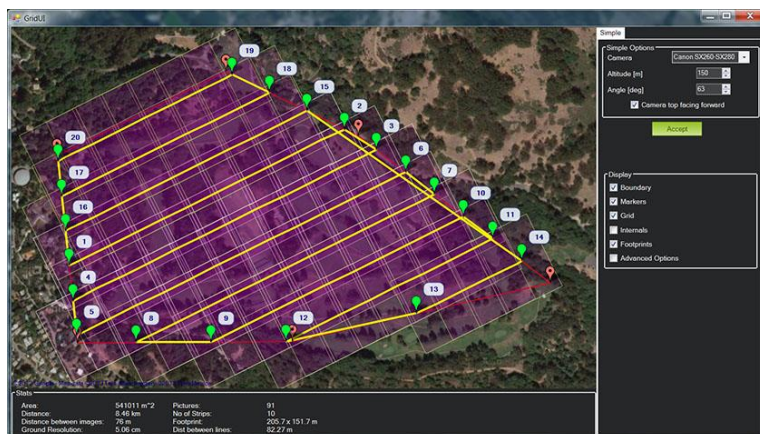 GridUI
Simple
Simple Options
Camera
Canon SX260-SX280
Altitude [m]
150
Angle [deg]
63
Camera top facing forward
Accept
Display
Boundary
Markers
Grid
Internals
Footprints
Advanced Options
19
18
15
2
3
20
6
17
7
16
10
11
1
14
4
13
5
8
9
12
Stats
Area: 541011 m^2 Pictures: 91
Distance: 8.46 km No of Strips: 10
Distance between images: 76 m Footprint: 205.7 x 151.7 m
Ground Resolution: 5.06 cm Dist between lines: 82.27 m